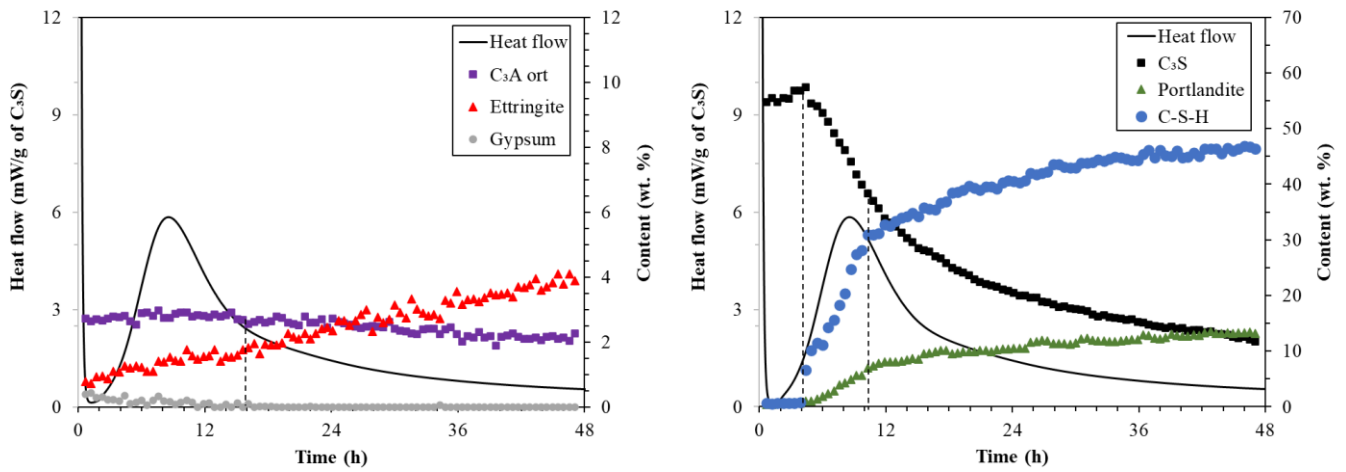 12
9
6
3
0
Heat flow (mW/g of C₃S)
Heat flow
C₃A ort
Ettringite
Gypsum
12
10
8
6
4
2
0
Content (wt. %)
0 12 24 36 48
Time (h)
12
9
6
3
0
Heat flow (mW/g of C₃S)
Heat flow
C₃S
Portlandite
C-S-H
70
60
50
40
30
20
10
0
Content (wt. %)
0 12 24 36 48
Time (h)